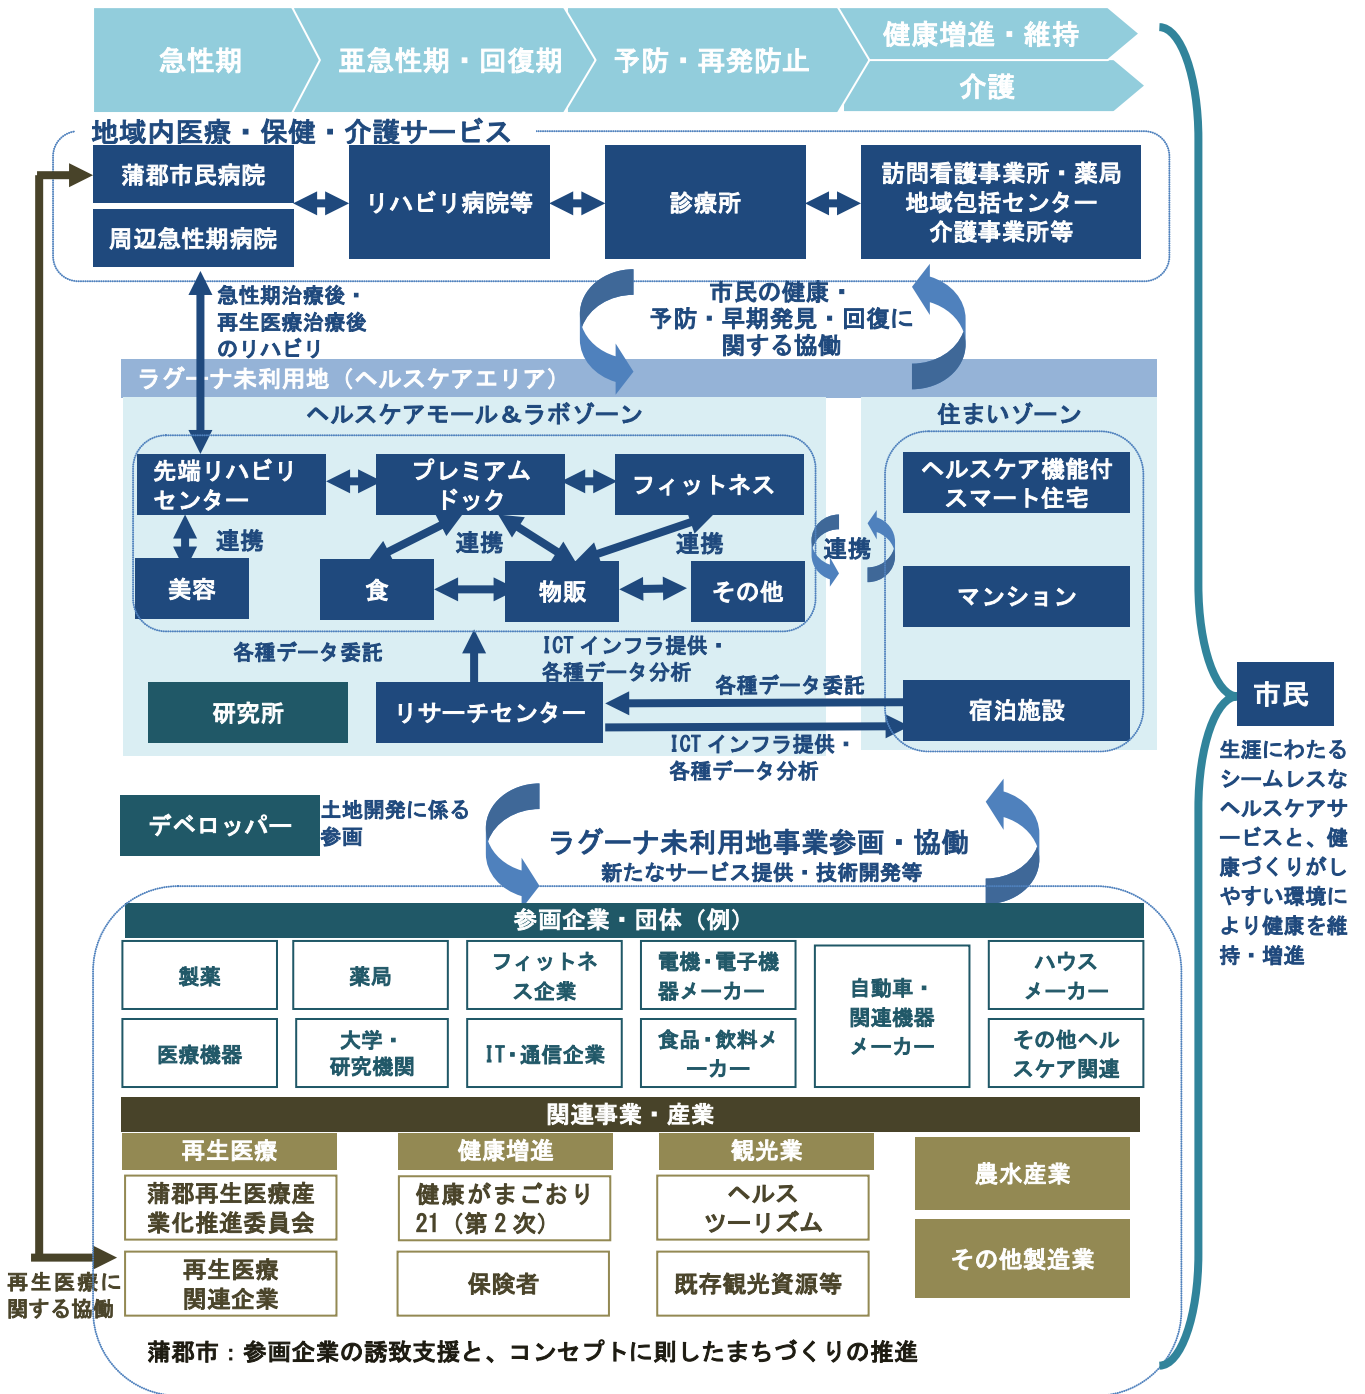 急性期
亜急性期・回復期
予防・再発防止
健康増進・維持
介護
地域内医療・保健・介護サービス
蒲郡市民病院
周辺急性期病院
リハビリ病院等
診療所
訪問看護事業所・薬局
地域包括センター
介護事業所等
急性期治療後・
再生医療治療後
のリハビリ
市民の健康・
予防・早期発見・回復に
関する協働
ラグーナ未利用地（ヘルスケアエリア）
ヘルスケアモール＆ラボゾーン
住まいゾーン
先端リハビリ
センター
プレミアム
ドック
フィットネス
ヘルスケア機能付
スマート住宅
連携
連携
連携
連携
美容
食
物販
その他
マンション
各種データ委託
ICTインフラ提供・
各種データ分析
各種データ委託
研究所
リサーチセンター
宿泊施設
ICTインフラ提供・
各種データ分析
市民
生涯にわたる
シームレスな
ヘルスケアサ
ービスと、健
康づくりがし
やすい環境に
より健康を維
持・増進
デベロッパー
土地開発に係る
参画
ラグーナ未利用地事業参画・協働
新たなサービス提供・技術開発等
参画企業・団体（例）
製薬
薬局
フィットネ
ス企業
電機・電子機
器メーカー
自動車・
関連機器
メーカー
ハウス
メーカー
医療機器
大学・
研究機関
IT・通信企業
食品・飲料メ
ーカー
その他ヘル
スケア関連
関連事業・産業
再生医療
健康増進
観光業
農水産業
蒲郡再生医療産
業化推進委員会
健康がまごおり
21（第２次）
ヘルス
ツーリズム
その他製造業
再生医療
関連企業
保険者
既存観光資源等
再生医療に
関する協働
蒲郡市：参画企業の誘致支援と、コンセプトに則したまちづくりの推進